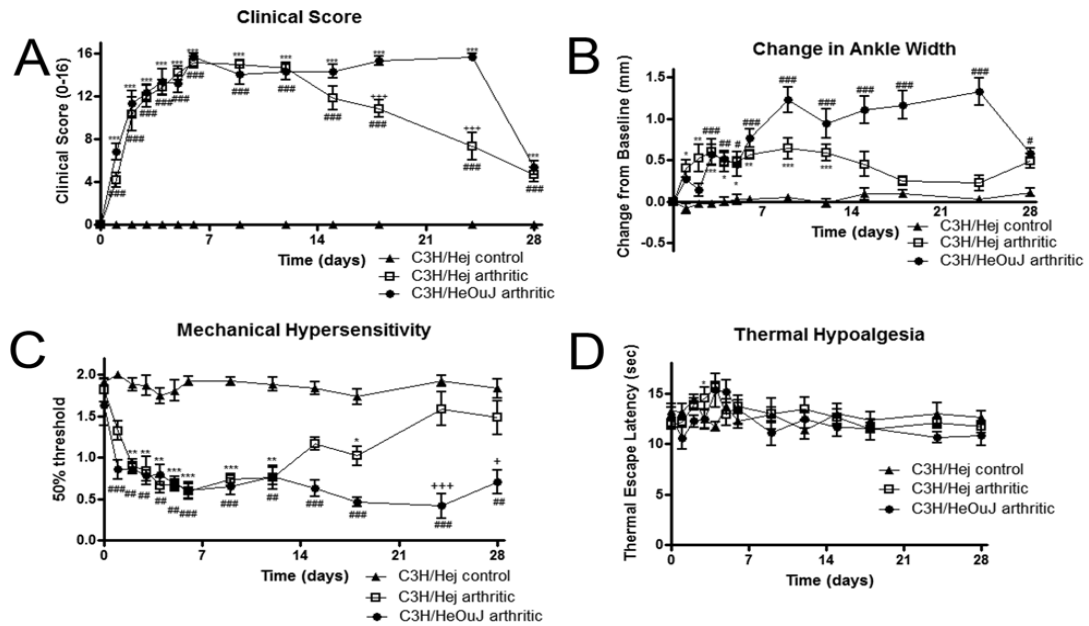 A
Clinical Score
Clinical Score (0-16)
16
12
8
4
0
0 7 14 21 28
Time (days)
C3H/Hej control
C3H/Hej arthritic
C3H/HeOuJ arthritic
B
Change in Ankle Width
Change from Baseline (mm)
1.5
1.0
0.5
0.0
-0.5
7 14 21 28
Time (days)
C3H/Hej control
C3H/Hej arthritic
C3H/HeOuJ arthritic
C
Mechanical Hypersensitivity
50% threshold
2.0
1.5
1.0
0.5
0.0
0 7 14 21 28
Time (days)
C3H/Hej control
C3H/Hej arthritic
C3H/HeOuJ arthritic
D
Thermal Hypoalgesia
Thermal Escape Latency (sec)
15
10
5
0
0 7 14 21 28
Time (days)
C3H/Hej control
C3H/Hej arthritic
C3H/HeOuJ arthritic